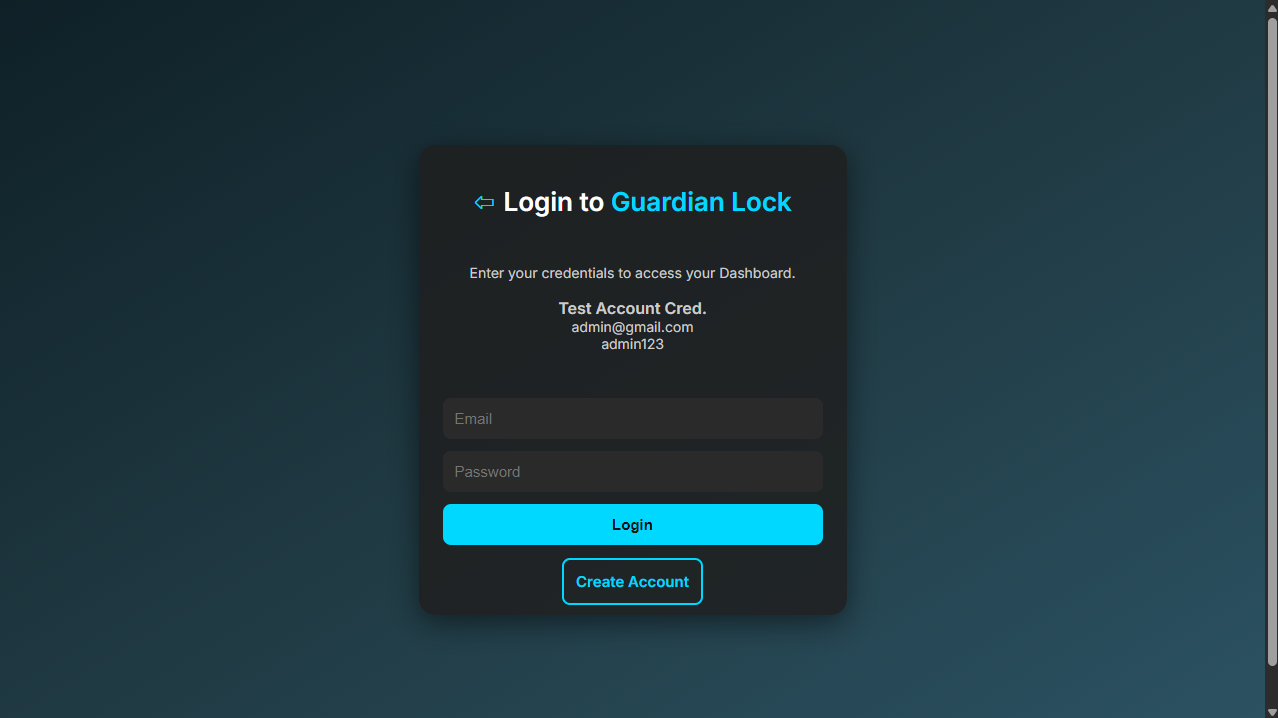 ⇦ Login to Guardian Lock
Enter your credentials to access your Dashboard.
Test Account Cred.
admin@gmail.com
admin123
Email
Password
Login
Create Account